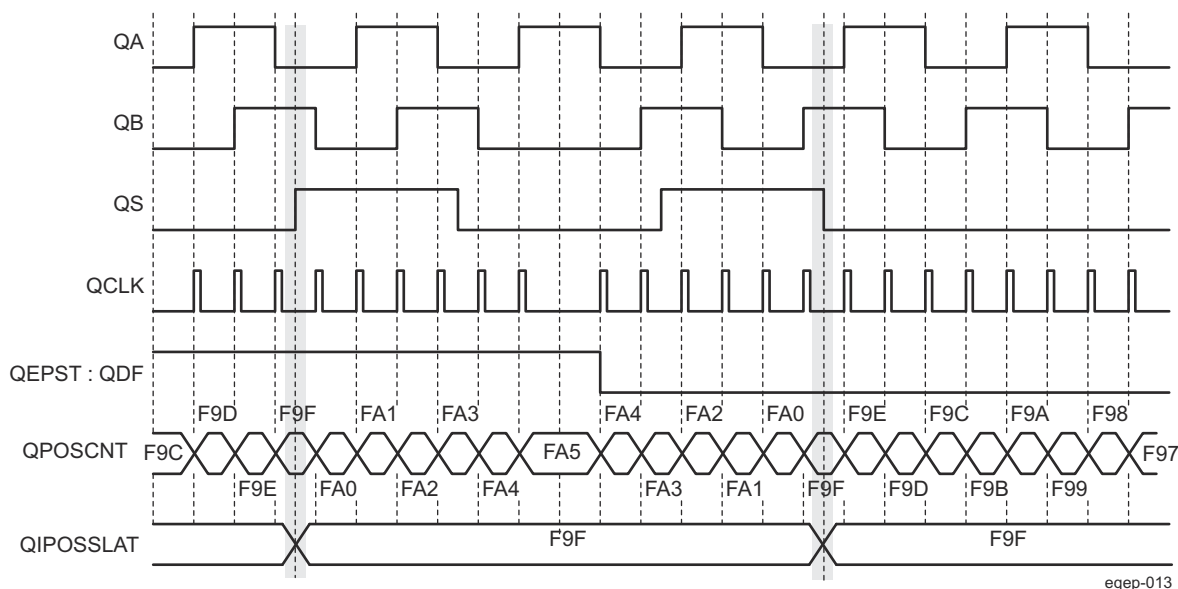 QA
QB
QS
QCLK
QEPST : QDF
F9D F9F FA1 FA3 FA4 FA2 FA0 F9E F9C F9A F98
QPOSCNT F9C FA5 F97
F9E FA0 FA2 FA4 FA3 FA1 F9F F9D F9B F99
QIPOSSLAT F9F F9F
eqep-013